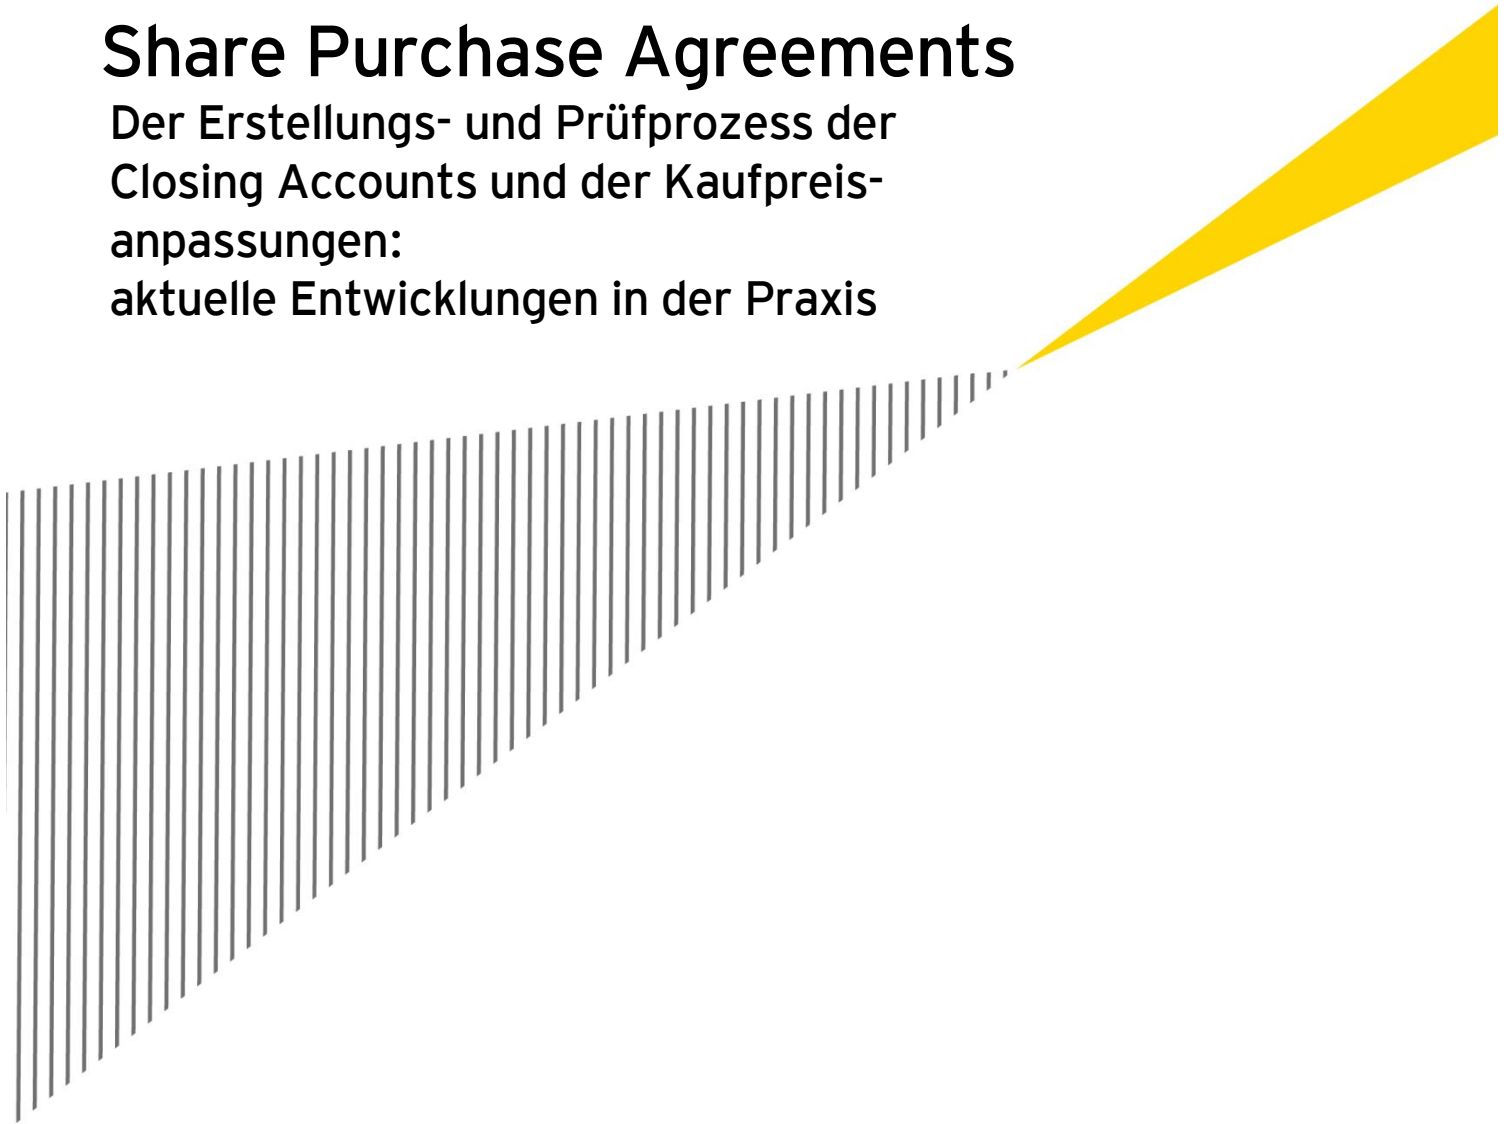 Share Purchase Agreements
Der Erstellungs- und Prüfprozess der
Closing Accounts und der Kaufpreis-
anpassungen:
aktuelle Entwicklungen in der Praxis